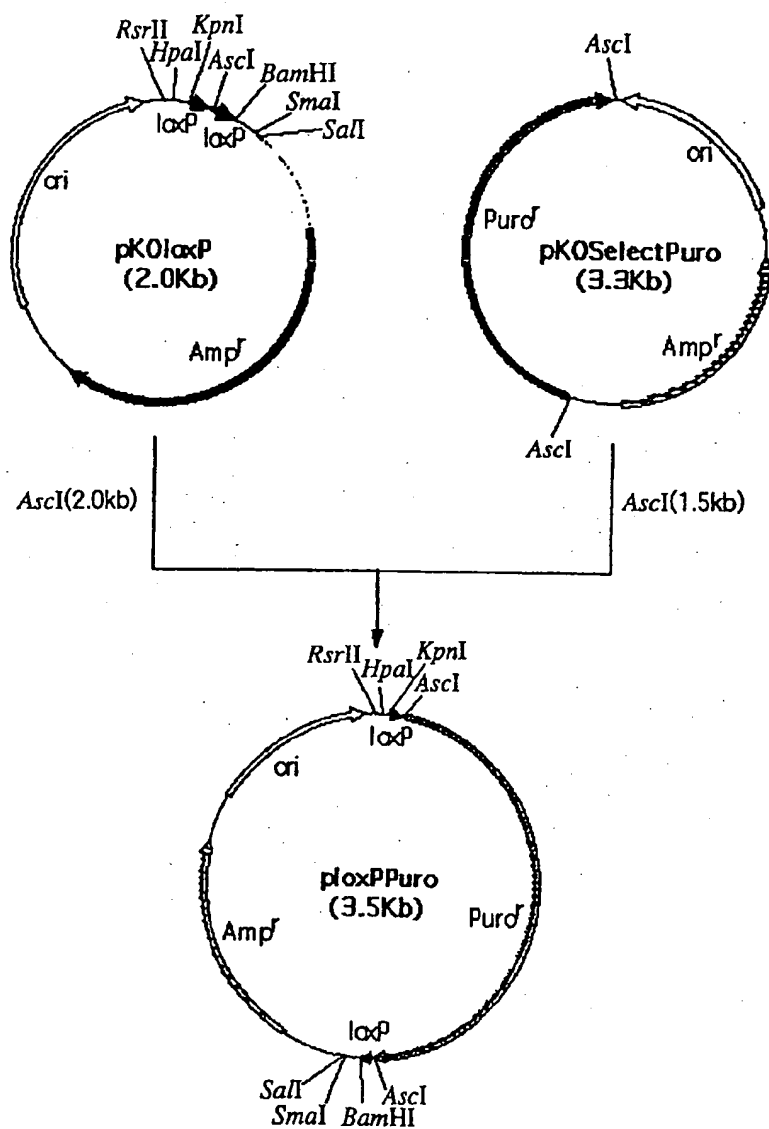 RsrII
HpaI
KpnI
AscI
BamHI
SmaI
SalI
loxP
loxP
ori
pKOloxP
(2.0Kb)
Ampr
AscI
ori
Puror
pKOSelectPuro
(3.3Kb)
Ampr
AscI
AscI(2.0kb)
AscI(1.5kb)
RsrII
HpaI
KpnI
AscI
loxP
ori
ploxPPuro
(3.5Kb)
Puror
Ampr
loxP
SalI
SmaI
BamHI
AscI